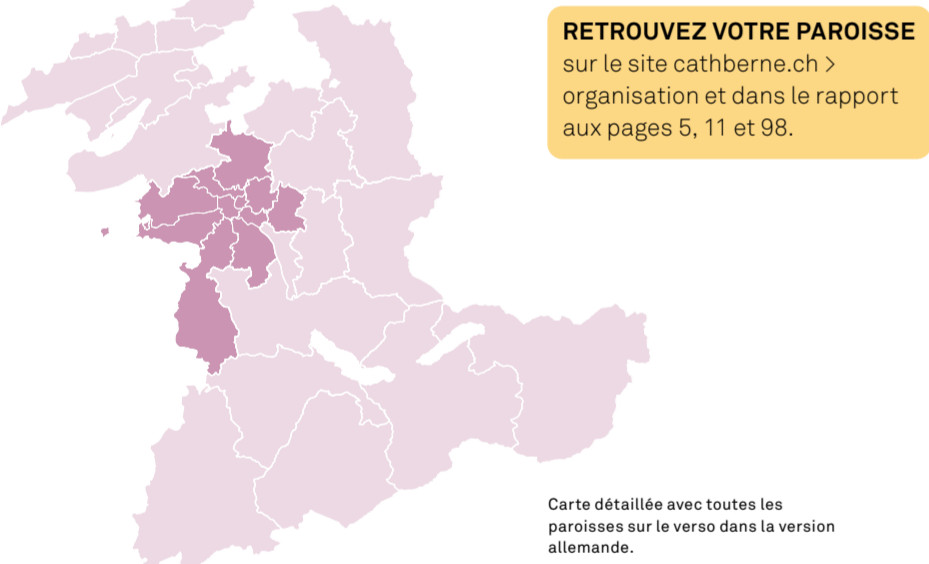 RETROUVEZ VOTRE PAROISSE
sur le site cathberne.ch >
organisation et dans le rapport
aux pages 5, 11 et 98.
Carte détaillée avec toutes les
paroisses sur le verso dans la version
allemande.